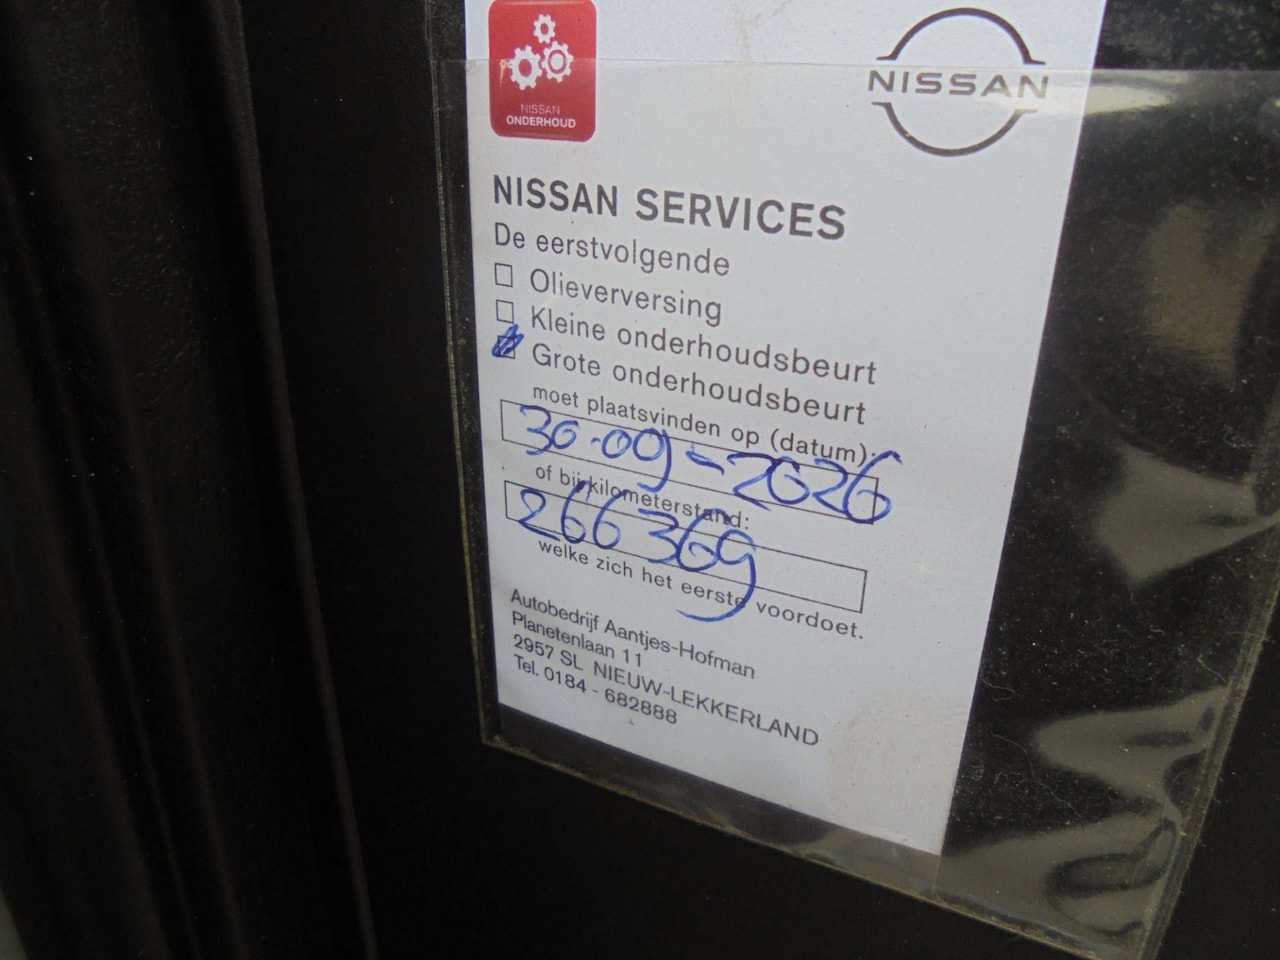 NISSAN
ONDERHOUD
NISSAN
NISSAN SERVICES
De eerstvolgende
Olieverversing
Kleine onderhoudsbeurt
Grote onderhoudsbeurt
moet plaatsvinden op (datum):
30-09-2026
of bij kilometerstand:
266369
welke zich het eerste voordoet.
Autobedrijf Aantjes-Hofman
Planetenlaan 11
2957 SL NIEUW-LEKKERLAND
Tel. 0184 - 682888